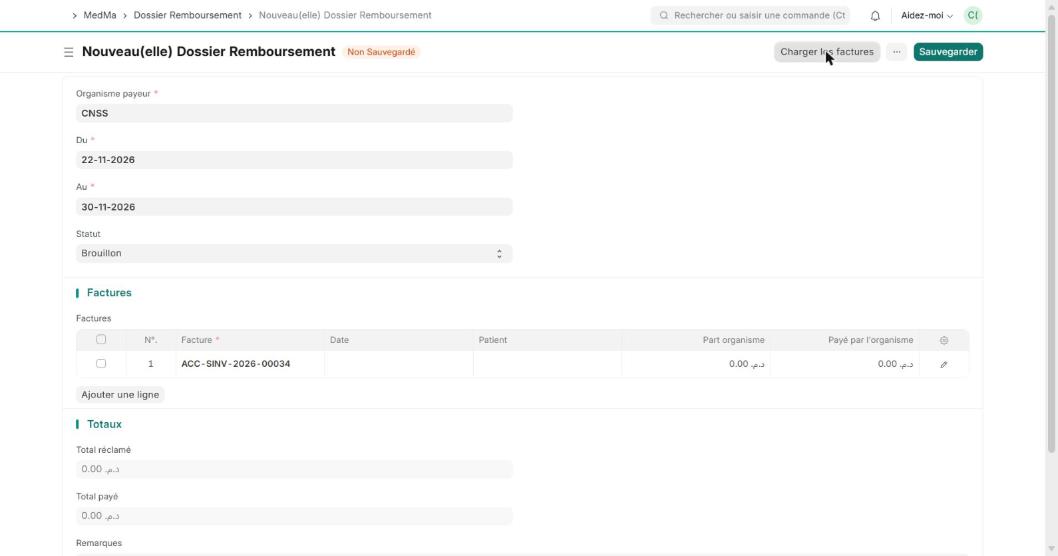 MedMa > Dossier Remboursement > Nouveau(elle) Dossier Remboursement
Rechercher ou saisir une commande (Ct
Aidez-moi
C(
Nouveau(elle) Dossier Remboursement
Non Sauvegardé
Charger les factures
...
Sauvegarder
Organisme payeur *
CNSS
Du *
22-11-2026
Au *
30-11-2026
Statut
Brouillon
Factures
Factures
N°. Facture * Date Patient Part organisme Payé par l'organisme
1 ACC-SINV-2026-00034 0.00 د.م. 0.00 د.م.
Ajouter une ligne
Totaux
Total réclamé
0.00 د.م.
Total payé
0.00 د.م.
Remarques